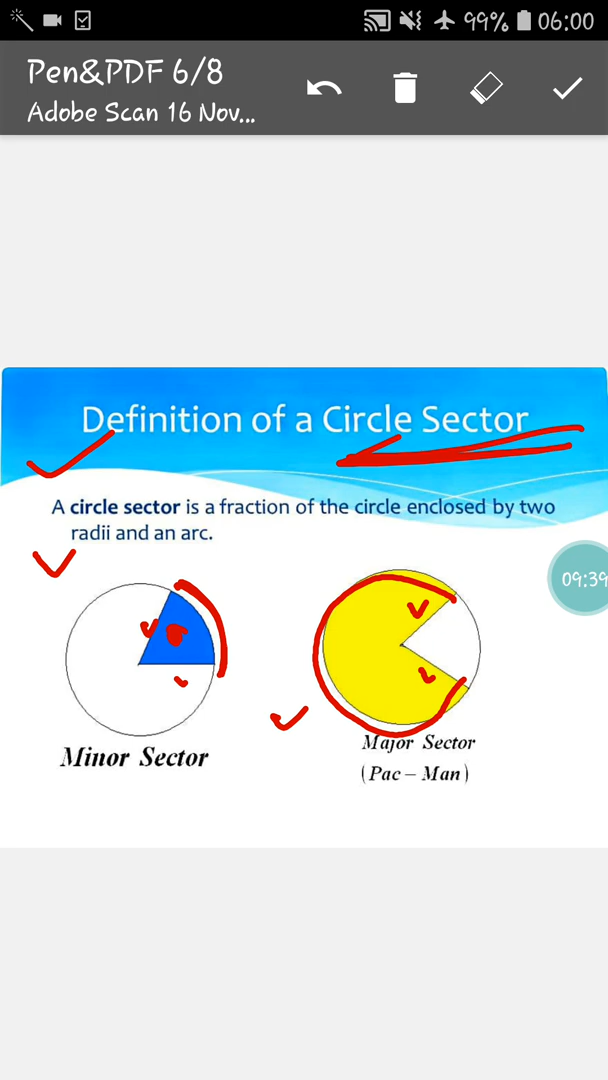 99% 06:00
Pen&PDF 6/8
Adobe Scan 16 Nov...
Definition of a Circle Sector
A circle sector is a fraction of the circle enclosed by two
radii and an arc.
09:39
Minor Sector
Major Sector
(Pac – Man)